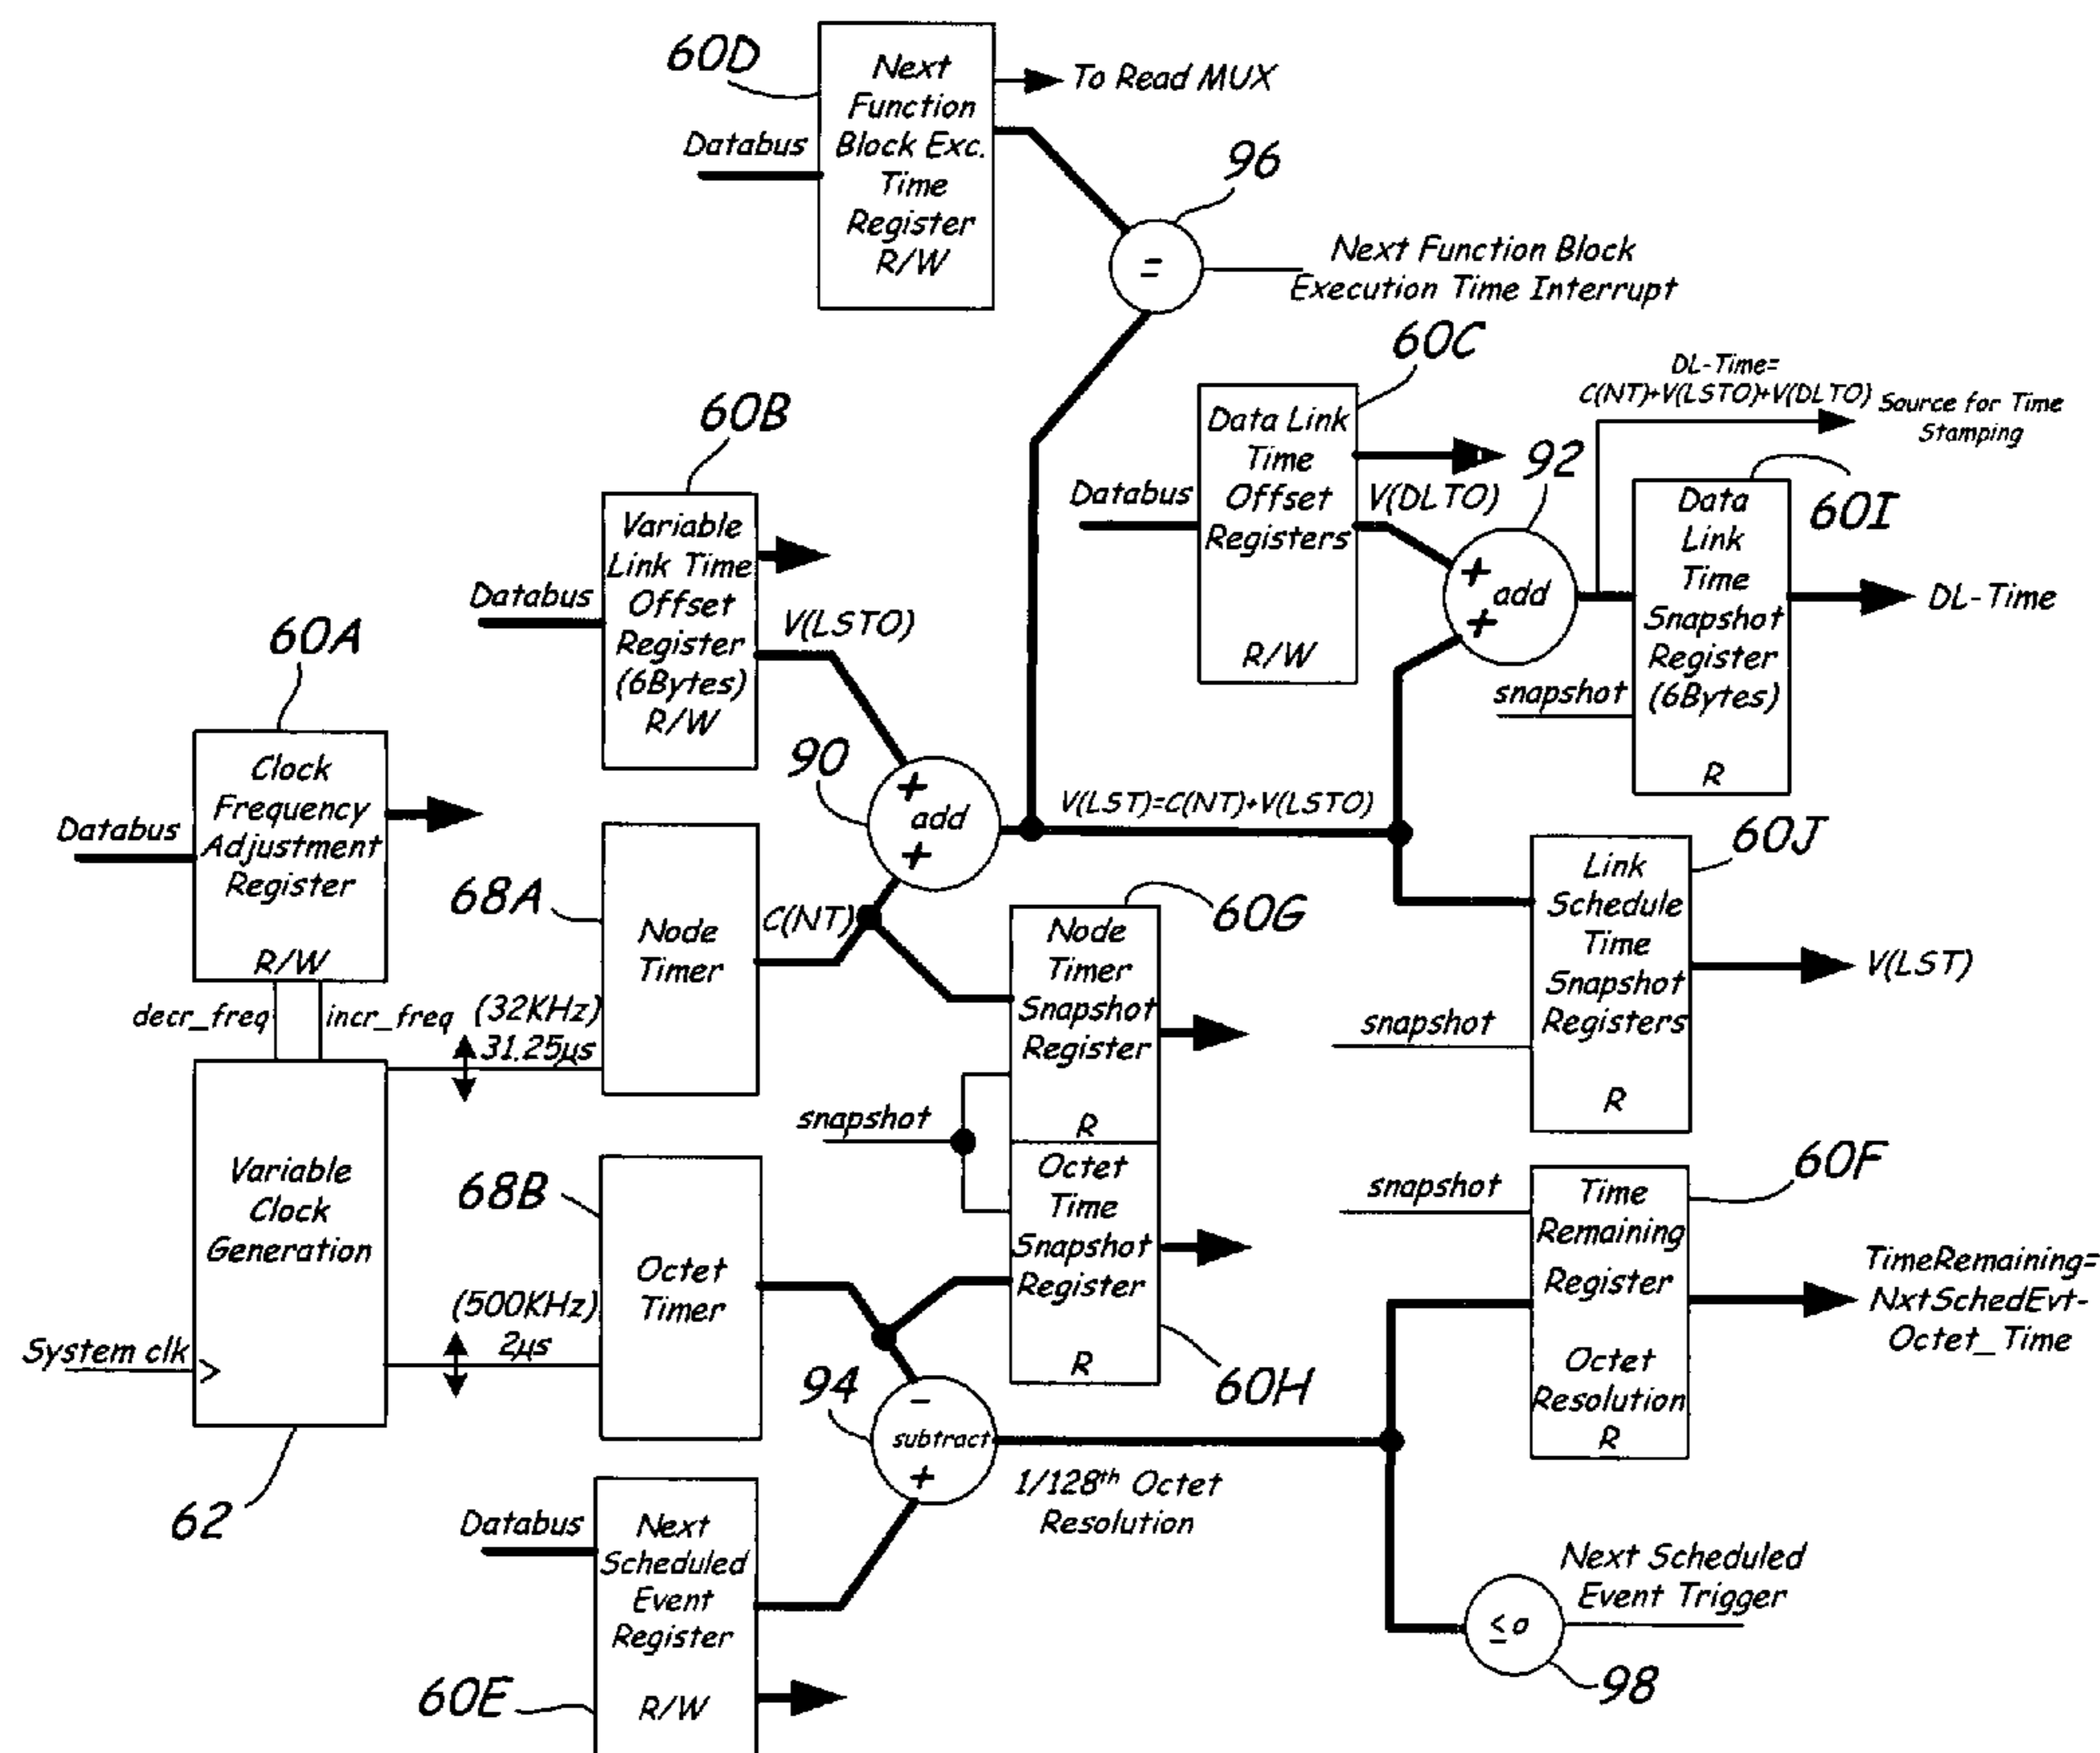 60D
Next
Function
Block Exc.
Time
Register
R/W
To Read MUX
Databus
96
=
Next Function Block
Execution Time Interrupt
60C
Data Link
Time
Offset
Registers
R/W
Databus
V(DLTO)
92
+
add
+
DL-Time=
C(NT)+V(LSTO)+V(DLTO)
Source for Time
Stamping
60I
Data
Link
Time
Snapshot
Register
(6Bytes)
R
snapshot
DL-Time
60B
Variable
Link Time
Offset
Register
(6Bytes)
R/W
Databus
V(LSTO)
60A
Clock
Frequency
Adjustment
Register
R/W
Databus
90
+
add
+
V(LST)=C(NT)+V(LSTO)
68A
Node
Timer
C(NT)
60G
Node
Timer
Snapshot
Register
R
60J
Link
Schedule
Time
Snapshot
Registers
R
snapshot
V(LST)
decr_freq
incr_freq
(32KHz)
31.25µs
snapshot
Variable
Clock
Generation
System clk
62
68B
Octet
Timer
(500KHz)
2µs
Octet
Time
Snapshot
Register
R
60H
60F
snapshot
Time
Remaining
Register
Octet
Resolution
R
TimeRemaining=
NxtSchedEvt-
Octet_Time
94
-
subtract
+
1/128th Octet
Resolution
Databus
Next
Scheduled
Event
Register
R/W
60E
Next Scheduled
Event Trigger
≤0
98